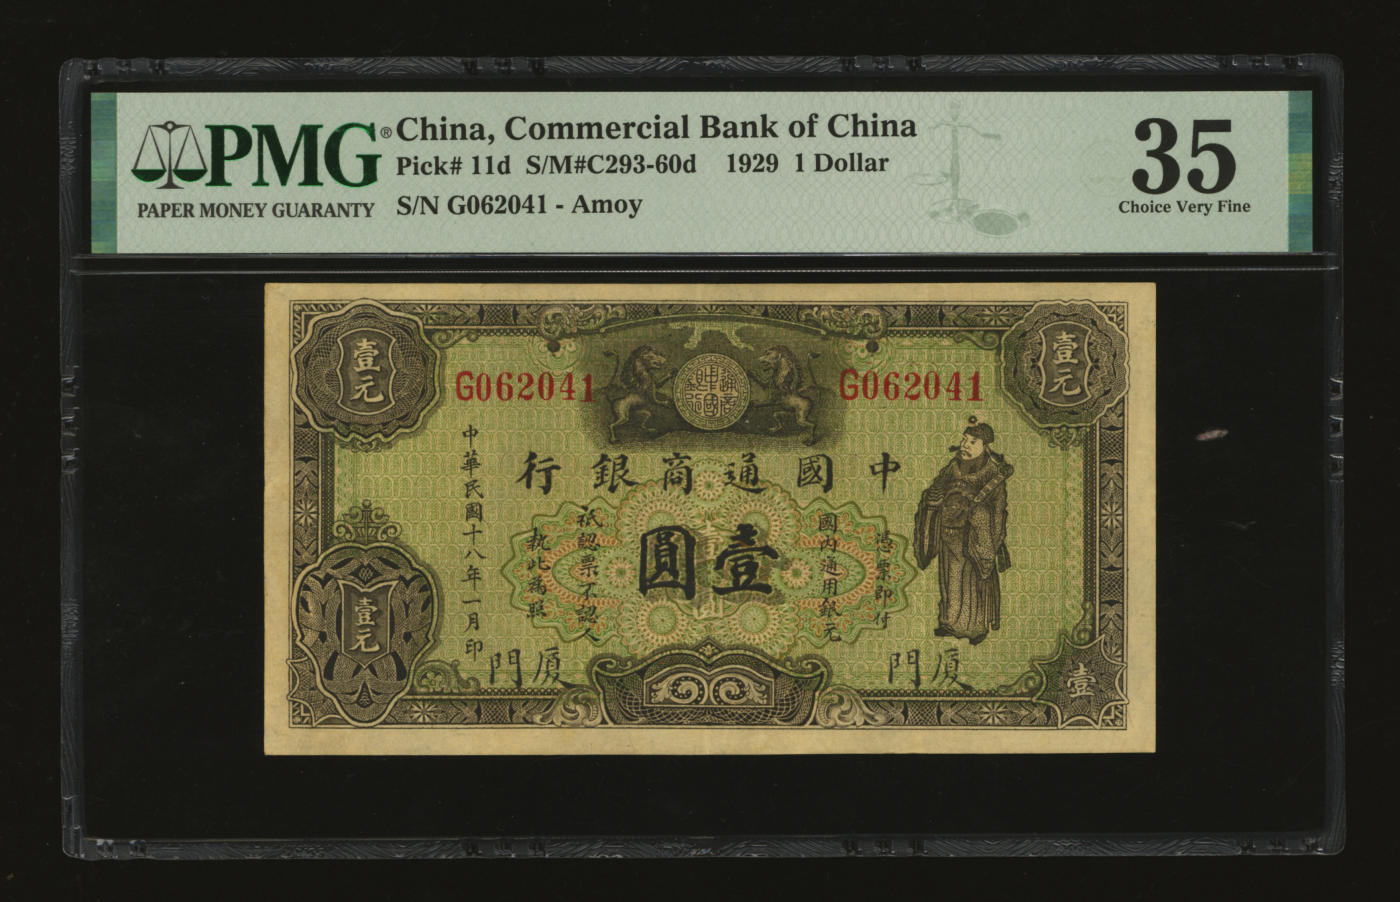 PMG®
PAPER MONEY GUARANTY
China, Commercial Bank of China
Pick# 11d S/M#C293-60d 1929 1 Dollar
S/N G062041 - Amoy
35
Choice Very Fine
壹元
壹元
G062041
G062041
中國通商銀行
壹圓
憑票即付
國內通用銀元
祇認票不認人
執此為照
中華民國十八年一月印
廈門
廈門
壹元
壹